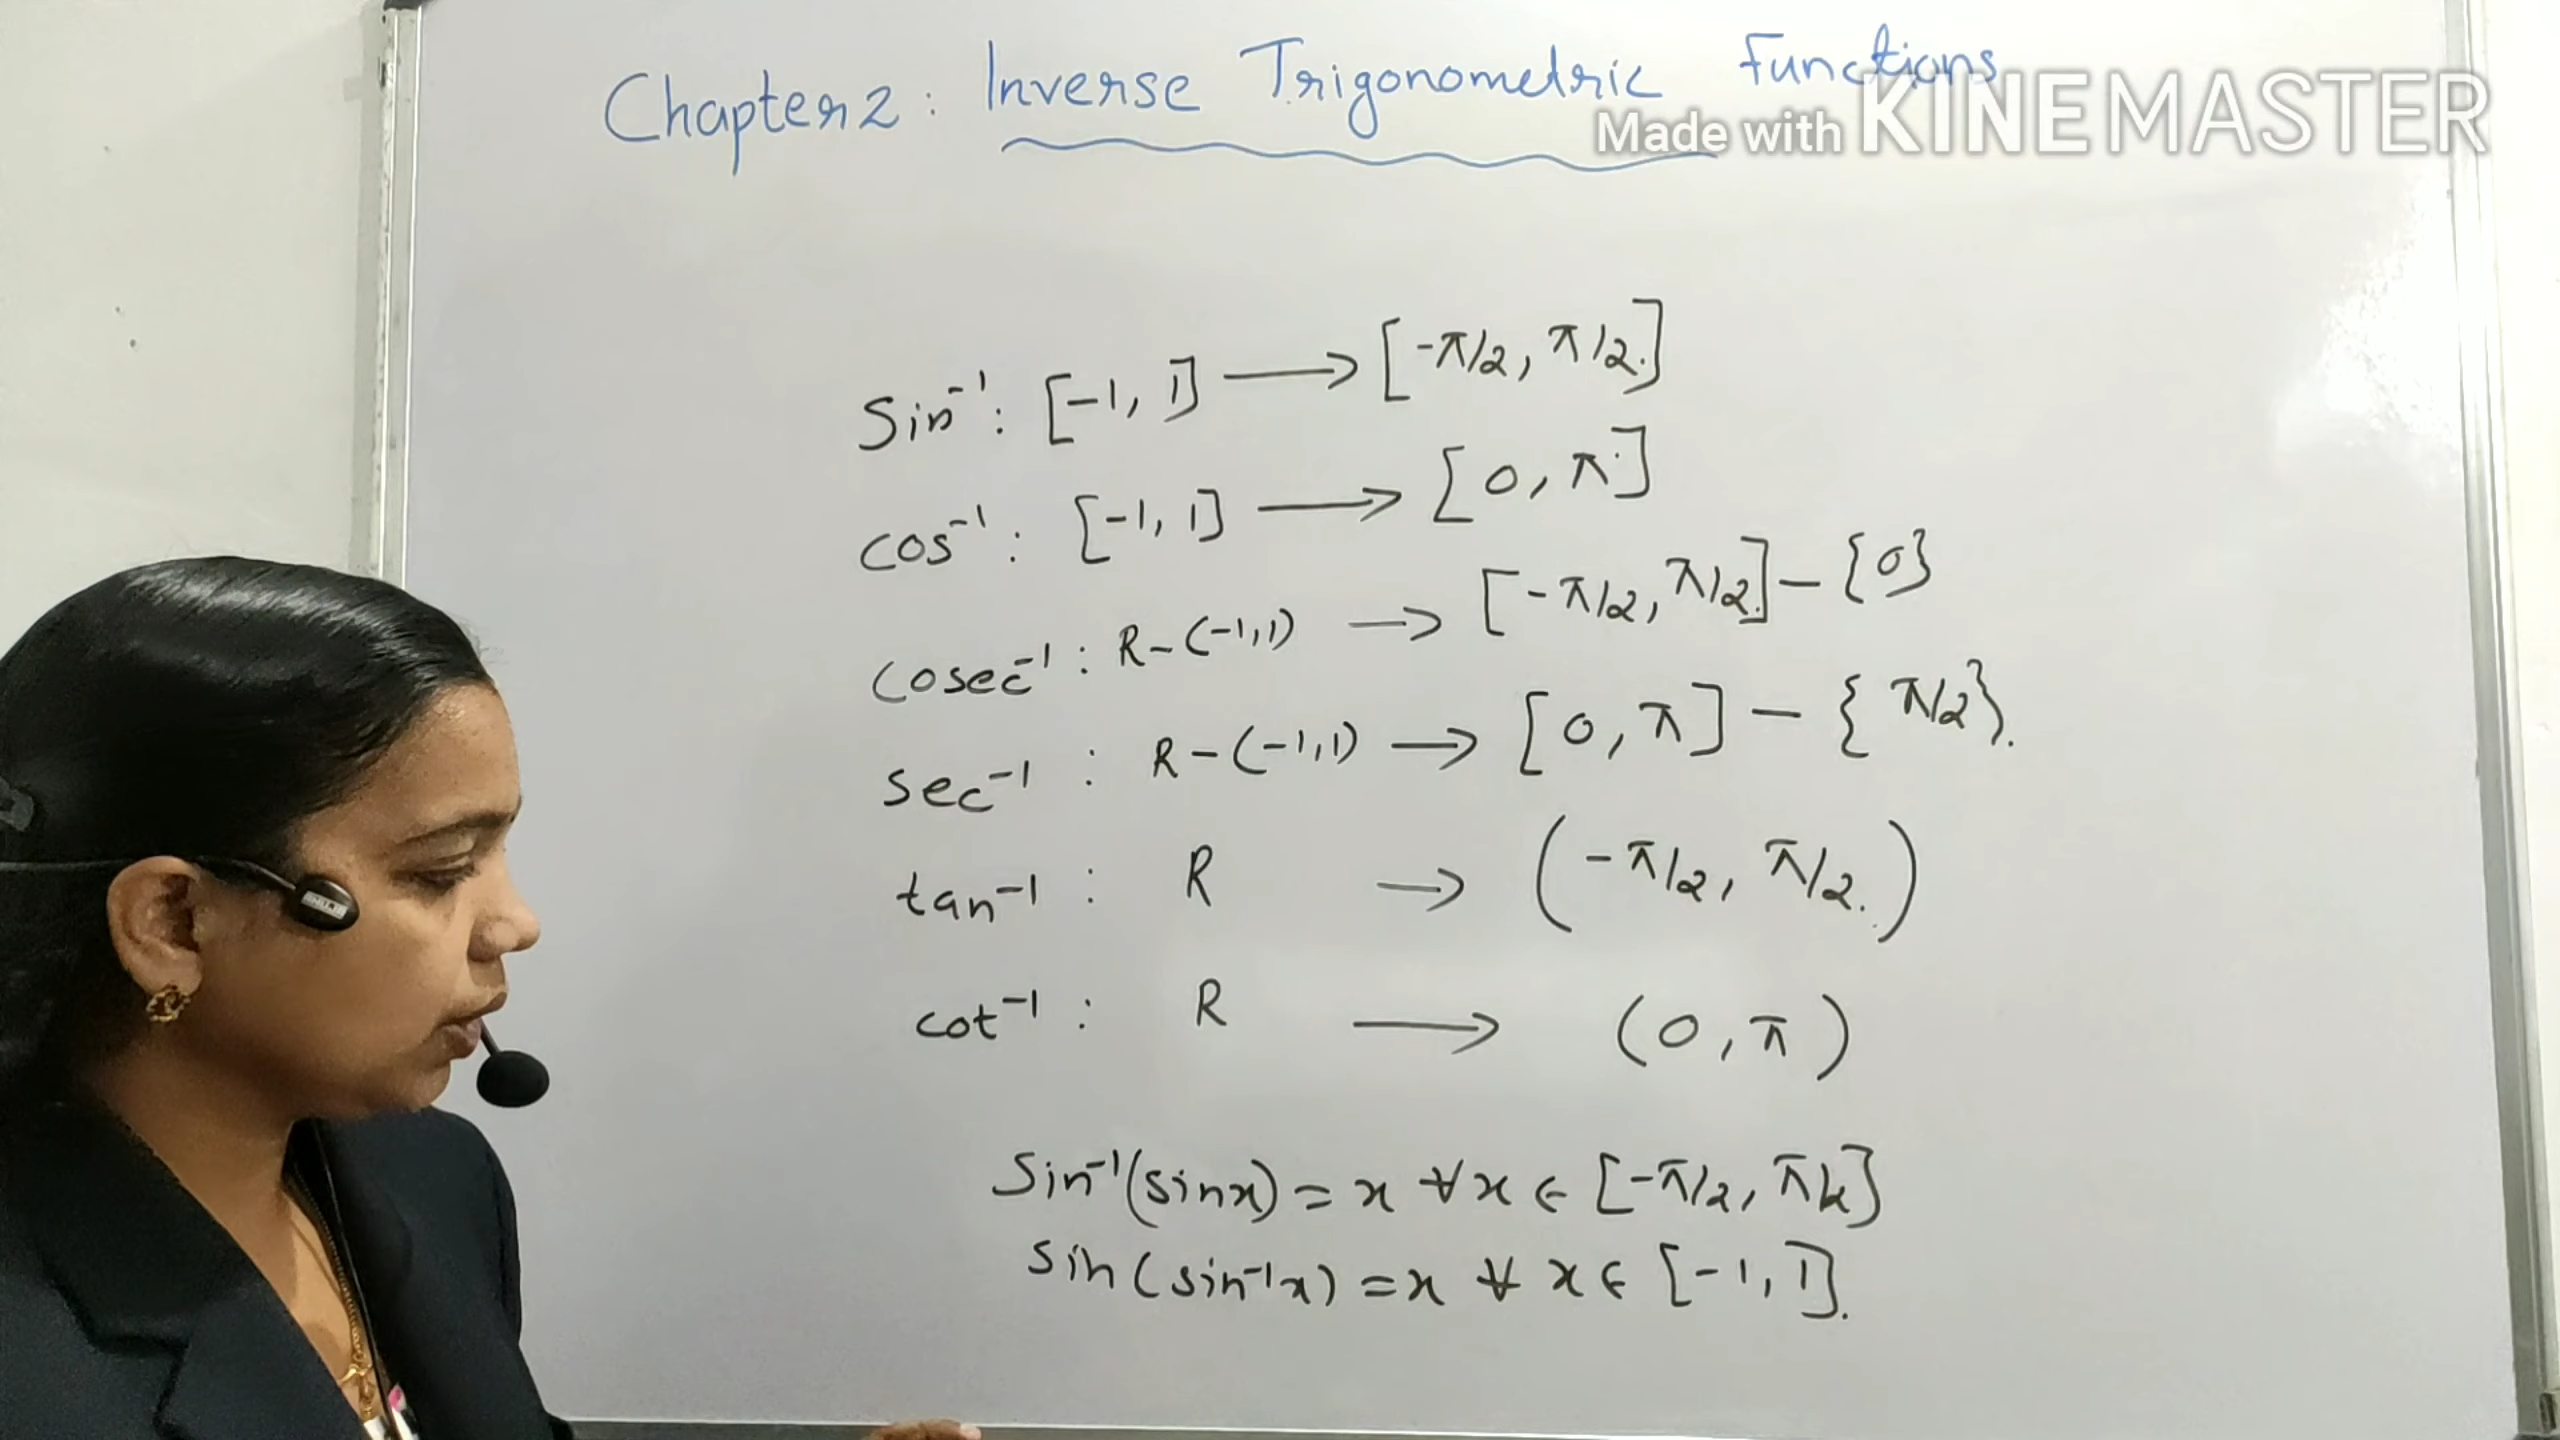 Chapter 2 : Inverse Trigonometric Functions
Made with KINEMASTER
Sin⁻¹ : [-1, 1] → [-π/2, π/2]
cos⁻¹ : [-1, 1] → [0, π]
cosec⁻¹ : R-(-1,1) → [-π/2, π/2] - {0}
sec⁻¹ : R-(-1,1) → [0, π] - {π/2}.
tan⁻¹ : R → (-π/2, π/2.)
cot⁻¹ : R → (0, π)
Sin⁻¹(sinx) = x ∀x ∈ [-π/2, π/2]
sin(sin⁻¹x) = x ∀ x ∈ [-1, 1].